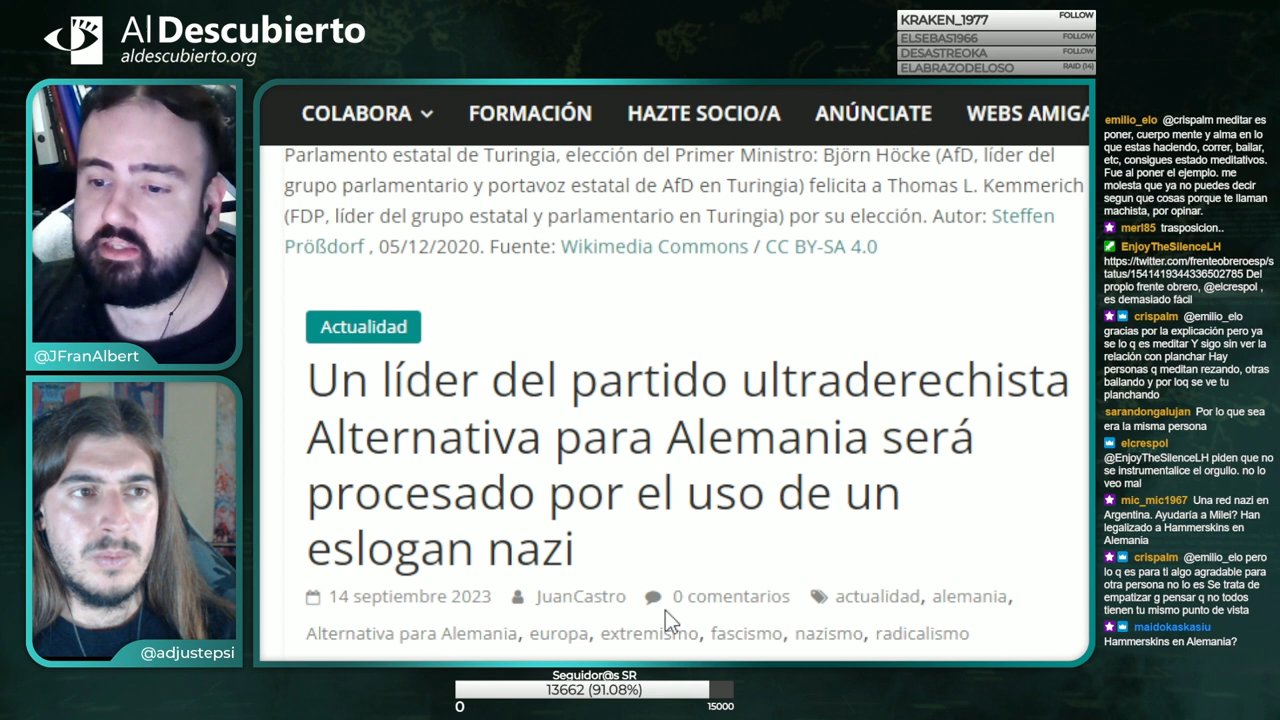 Al Descubierto
aldescubierto.org
KRAKEN_1977 FOLLOW
ELSEBAS1966 FOLLOW
DESASTREOKA FOLLOW
ELABRAZODELOSO RAID (14)
@JFranAlbert
@adjustepsi
COLABORA FORMACIÓN HAZTE SOCIO/A ANÚNCIATE WEBS AMIGA
Parlamento estatal de Turingia, elección del Primer Ministro: Björn Höcke (AfD, líder del
grupo parlamentario y portavoz estatal de AfD en Turingia) felicita a Thomas L. Kemmerich
(FDP, líder del grupo estatal y parlamentario en Turingia) por su elección. Autor: Steffen
Prößdorf , 05/12/2020. Fuente: Wikimedia Commons / CC BY-SA 4.0
Actualidad
Un líder del partido ultraderechista
Alternativa para Alemania será
procesado por el uso de un
eslogan nazi
14 septiembre 2023 JuanCastro 0 comentarios actualidad, alemania,
Alternativa para Alemania, europa, extremismo, fascismo, nazismo, radicalismo
emilio_elo @crispalm meditar es
poner, cuerpo mente y alma en lo
que estas haciendo, correr, bailar,
etc, consigues estado meditativos.
Fue al poner el ejemplo. me
molesta que ya no puedes decir
segun que cosas porque te llaman
machista, por opinar.
merl85 trasposicion..
EnjoyTheSilenceLH
https://twitter.com/frenteobreroesp/s
tatus/1541419344336502785 Del
propio frente obrero, @elcrespol ,
es demasiado fácil
crispalm @emilio_elo
gracias por la explicación pero ya
se lo q es meditar Y sigo sin ver la
relación con planchar Hay
personas q meditan rezando, otras
bailando y por loq se ve tu
planchando
sarandongalujan Por lo que sea
era la misma persona
elcrespol
@EnjoyTheSilenceLH piden que no
se instrumentalice el orgullo. no lo
veo mal
mic_mic1967 Una red nazi en
Argentina. Ayudaría a Milei? Han
legalizado a Hammerskins en
Alemania
crispalm @emilio_elo pero
lo q es para ti algo agradable para
otra persona no lo es Se trata de
empatizar g pensar q no todos
tienen tu mismo punto de vista
maidokaskasiu
Hammerskins en Alemania?
Seguidor@s SR
13662 (91.08%)
0 15000